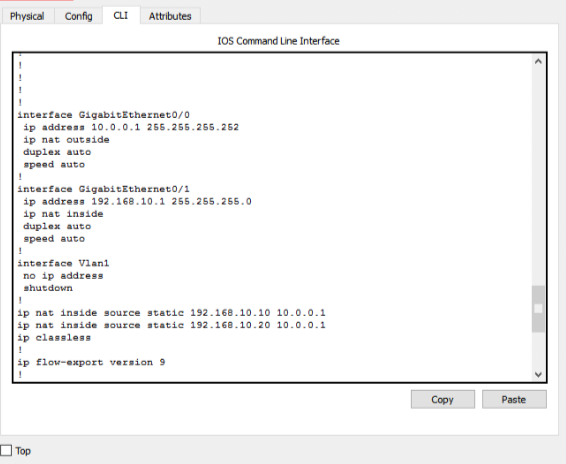 Physical Config CLI Attributes
IOS Command Line Interface
!
!
!
!
!
interface GigabitEthernet0/0
 ip address 10.0.0.1 255.255.255.252
 ip nat outside
 duplex auto
 speed auto
!
interface GigabitEthernet0/1
 ip address 192.168.10.1 255.255.255.0
 ip nat inside
 duplex auto
 speed auto
!
interface Vlan1
 no ip address
 shutdown
!
ip nat inside source static 192.168.10.10 10.0.0.1
ip nat inside source static 192.168.10.20 10.0.0.1
ip classless
!
ip flow-export version 9
!
Copy Paste
Top